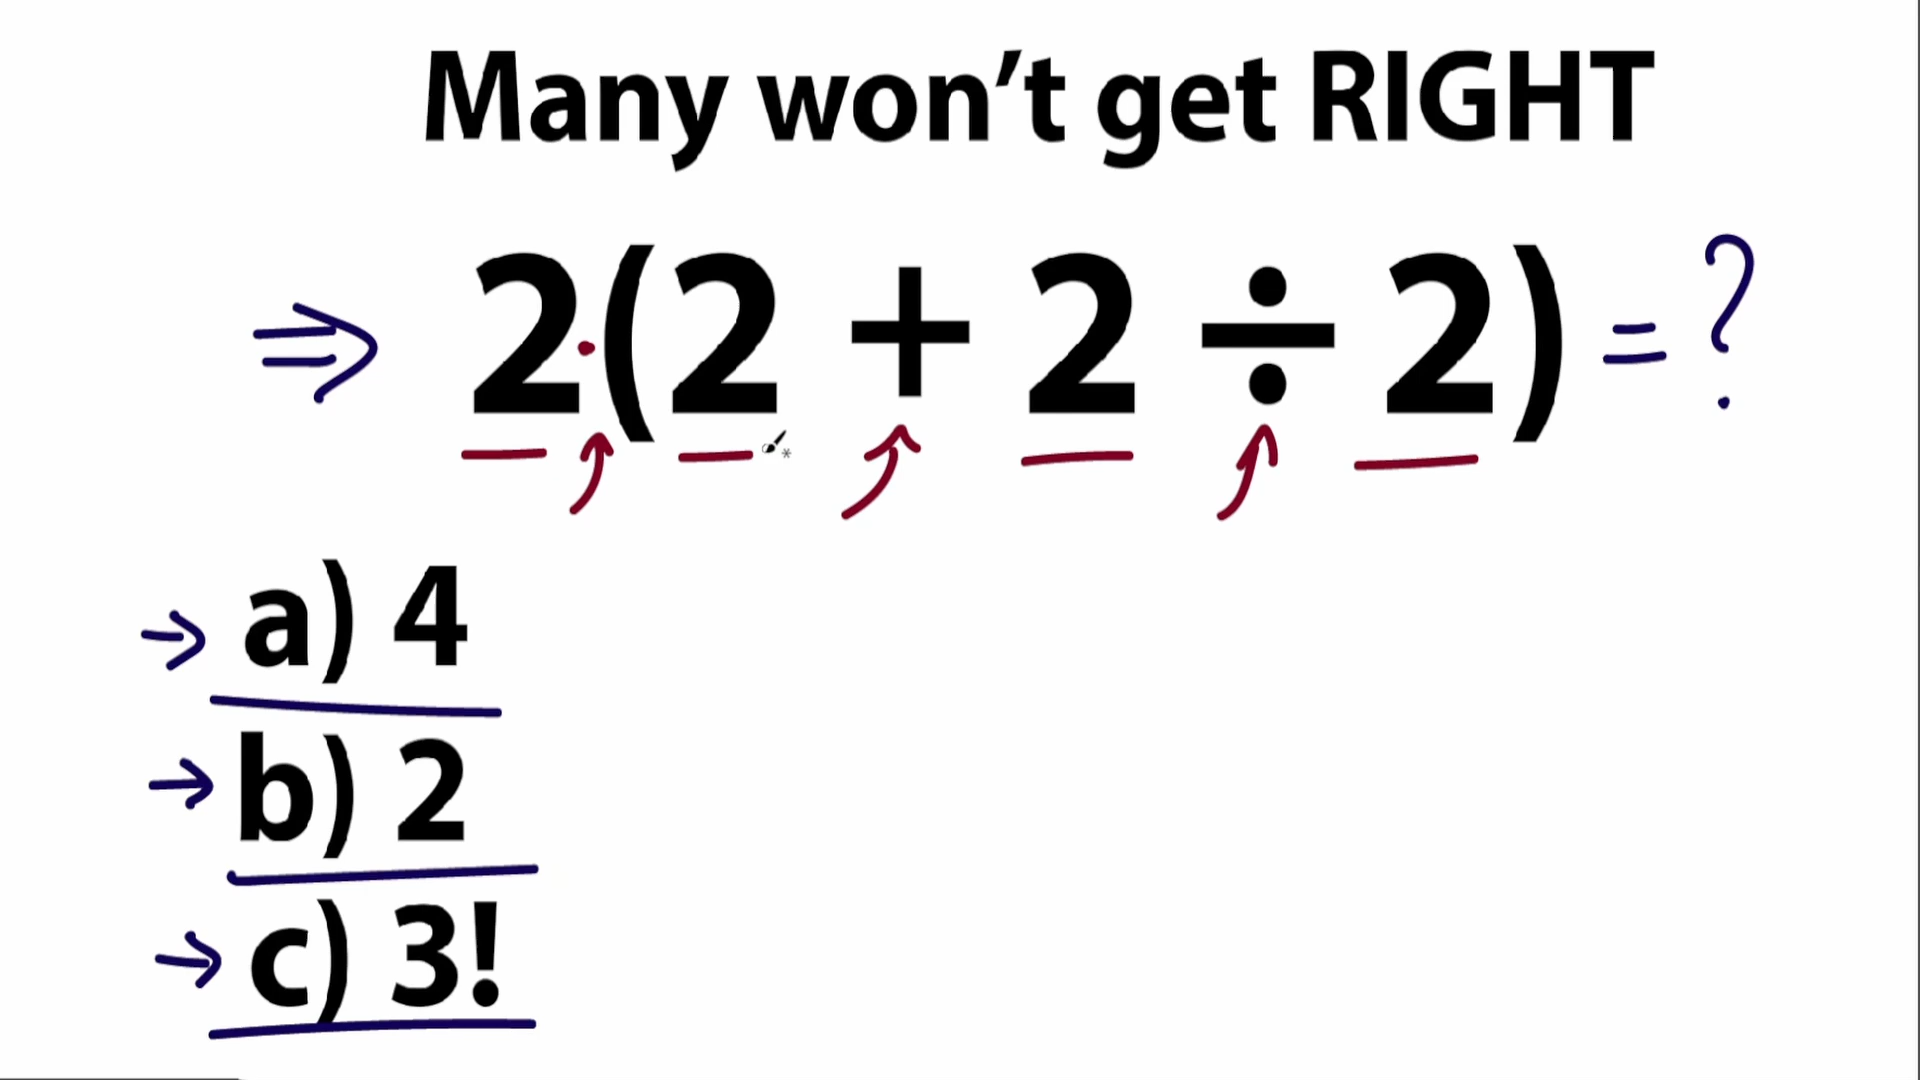 Many won't get RIGHT
⇒ 2·(2 + 2 ÷ 2) = ?
→ a) 4
→ b) 2
→ c) 3!